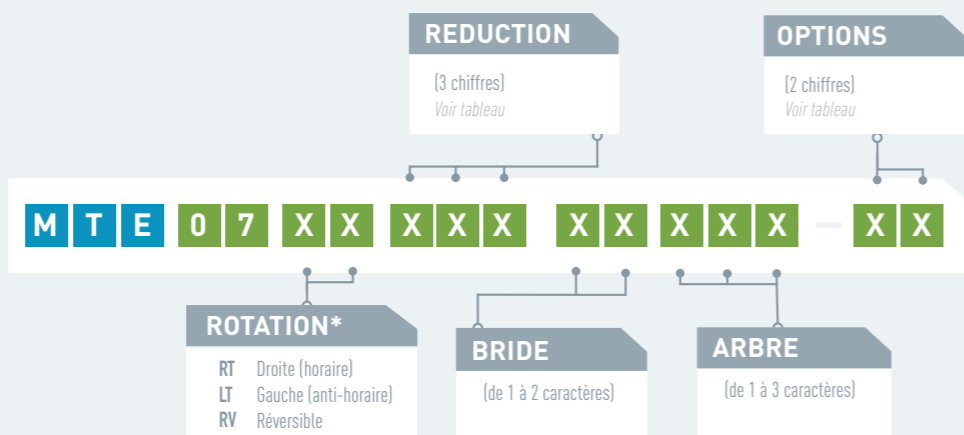 REDUCTION
(3 chiffres)
Voir tableau
OPTIONS
(2 chiffres)
Voir tableau
M T E 0 7 X X X X X X X X X X – X X
ROTATION*
RT Droite (horaire)
LT Gauche (anti-horaire)
RV Réversible
BRIDE
(de 1 à 2 caractères)
ARBRE
(de 1 à 3 caractères)